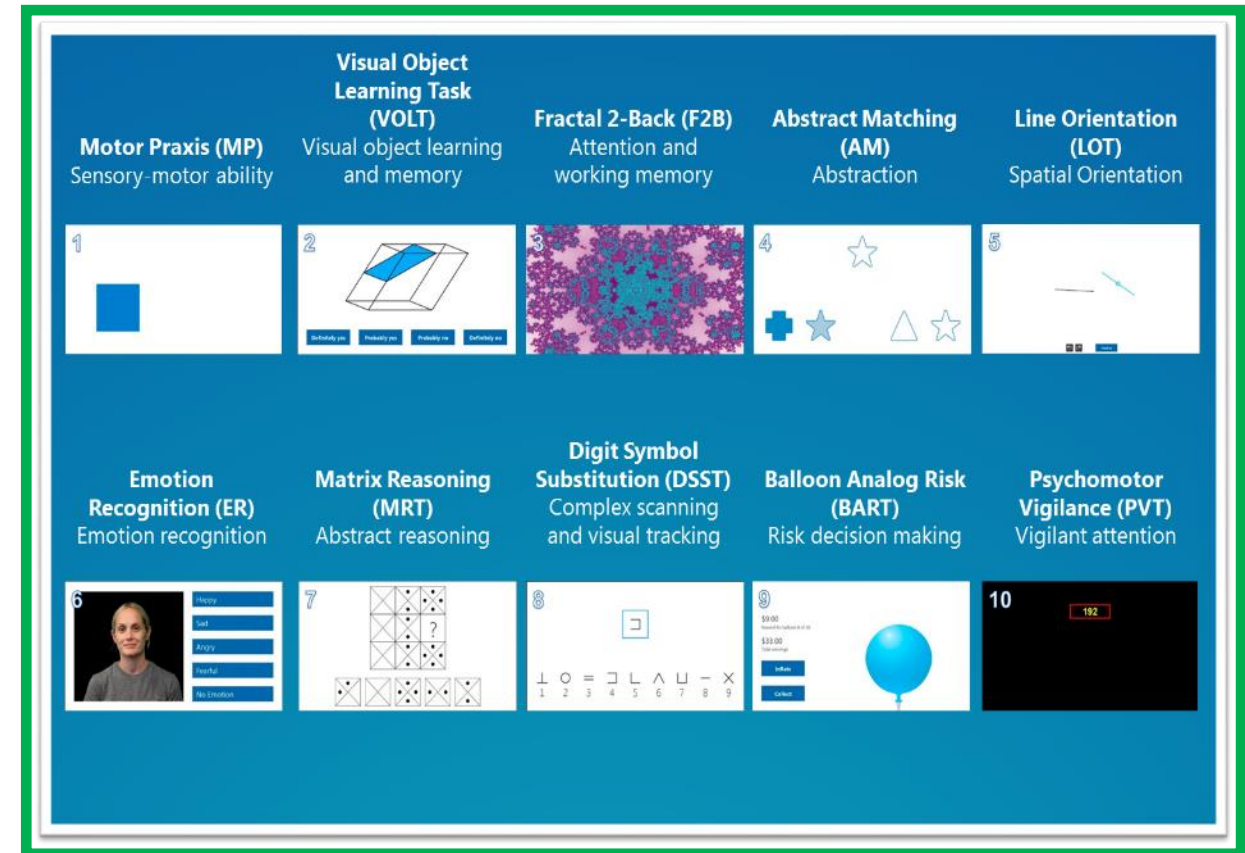 Motor Praxis (MP)
Sensory-motor ability
Visual Object
Learning Task
(VOLT)
Visual object learning
and memory
Fractal 2-Back (F2B)
Attention and
working memory
Abstract Matching
(AM)
Abstraction
Line Orientation
(LOT)
Spatial Orientation
1
2
Definitely yes Probably yes Probably no Definitely no
3
4
5
Emotion
Recognition (ER)
Emotion recognition
Matrix Reasoning
(MRT)
Abstract reasoning
Digit Symbol
Substitution (DSST)
Complex scanning
and visual tracking
Balloon Analog Risk
(BART)
Risk decision making
Psychomotor
Vigilance (PVT)
Vigilant attention
6
Happy
Sad
Angry
Fearful
No Emotion
7
?
8
1 2 3 4 5 6 7 8 9
9
$9.00
$33.00
Total earnings
Inflate
Collect
10
192